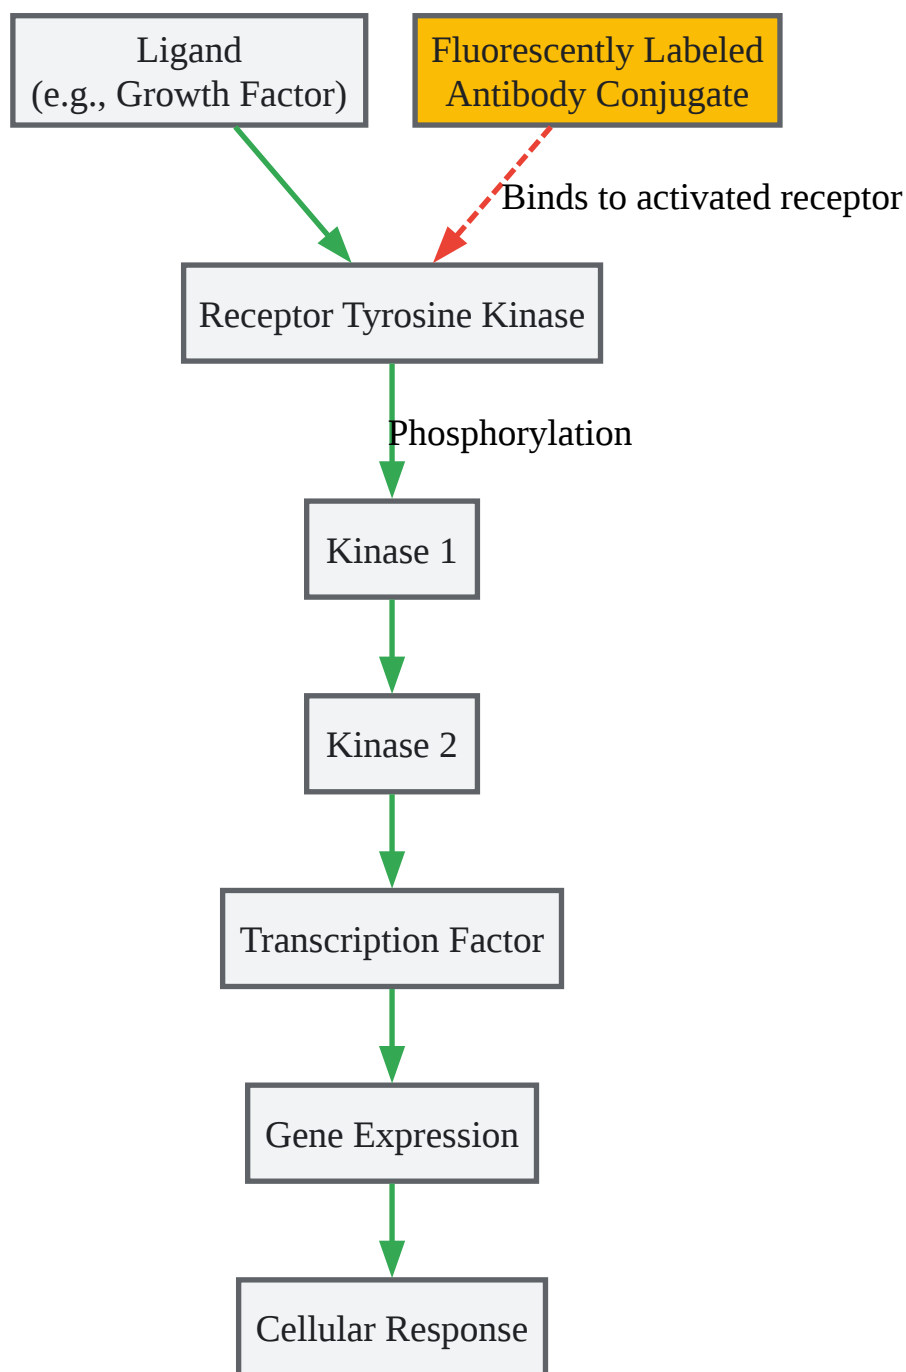 Ligand
(e.g., Growth Factor)
Fluorescently Labeled
Antibody Conjugate
Binds to activated receptor
Receptor Tyrosine Kinase
Phosphorylation
Kinase 1
Kinase 2
Transcription Factor
Gene Expression
Cellular Response